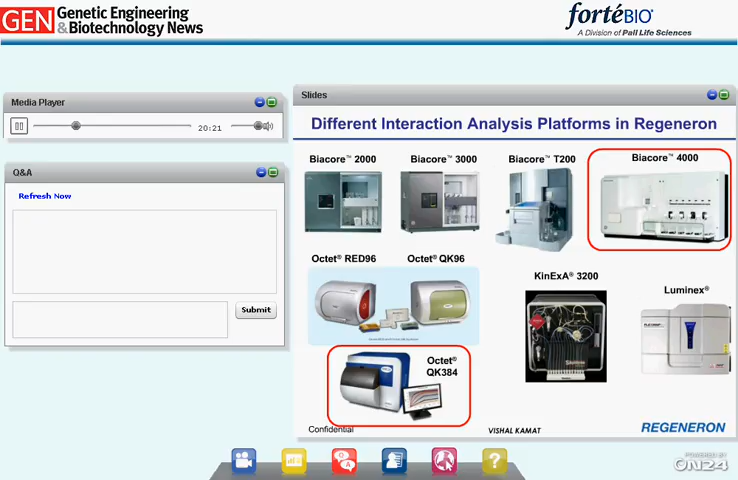 GEN Genetic Engineering
& Biotechnology News
fortéBIO®
A Division of Pall Life Sciences
Media Player
20:21
Q&A
Refresh Now
Submit
Slides
Different Interaction Analysis Platforms in Regeneron
Biacore™ 2000
Biacore™ 3000
Biacore™ T200
Biacore™ 4000
Octet® RED96
Octet® QK96
KinExA® 3200
Luminex®
Octet®
QK384
Confidential
VISHAL KAMAT
REGENERON
Q
A
?
POWERED BY
ON24